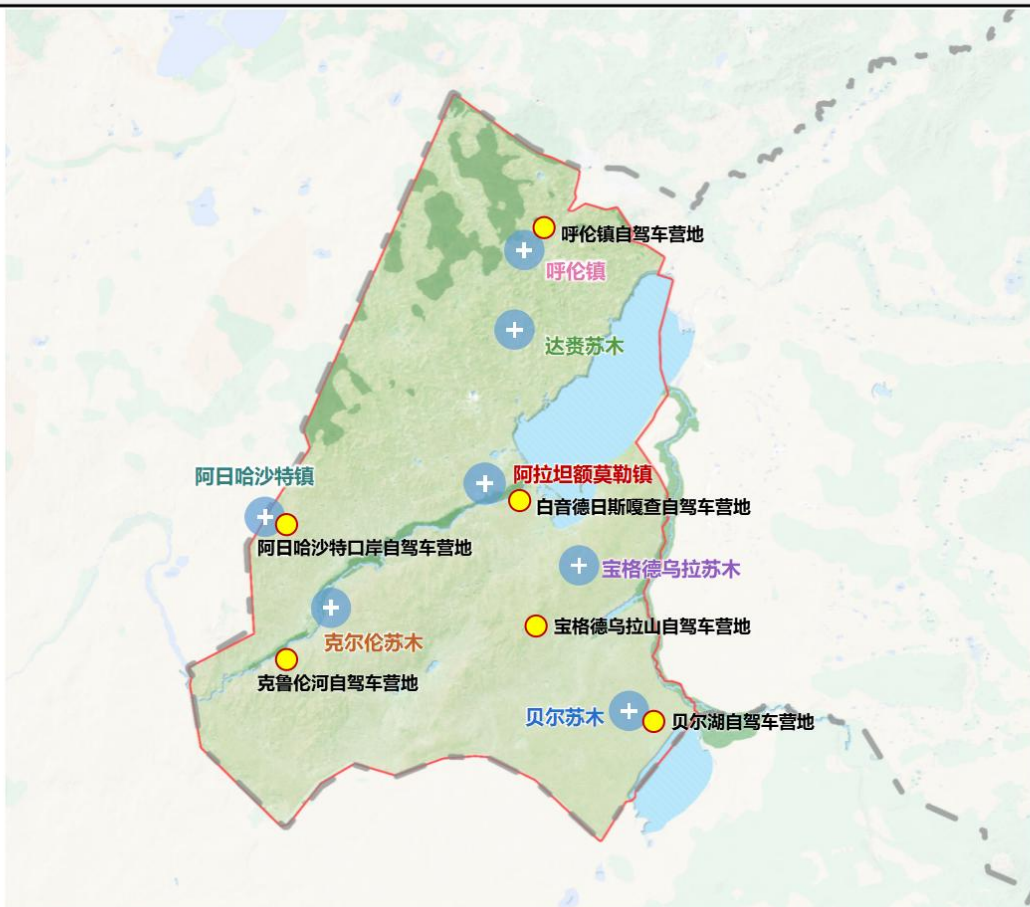 呼伦镇自驾车营地
呼伦镇
达赉苏木
阿日哈沙特镇
阿拉坦额莫勒镇
白音德日斯嘎查自驾车营地
阿日哈沙特口岸自驾车营地
宝格德乌拉苏木
宝格德乌拉山自驾车营地
克尔伦苏木
克鲁伦河自驾车营地
贝尔苏木
贝尔湖自驾车营地